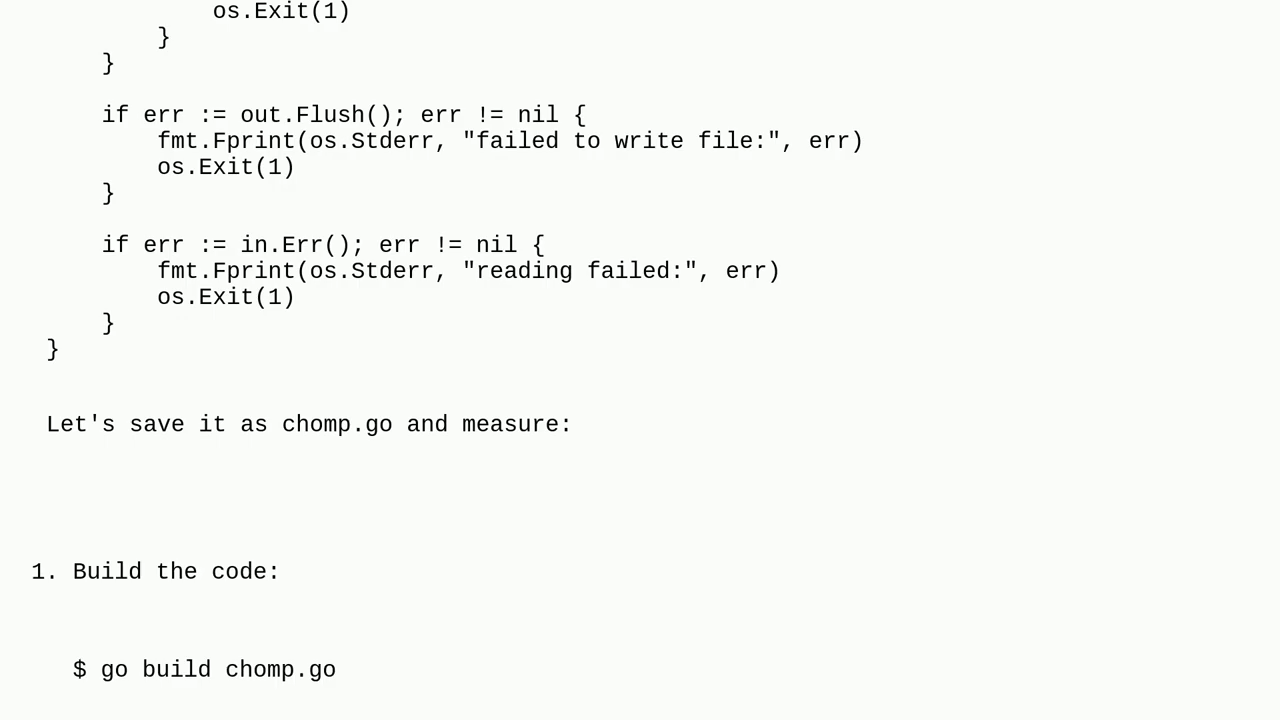 os.Exit(1)
}
}
if err := out.Flush(); err != nil {
fmt.Fprint(os.Stderr, "failed to write file:", err)
os.Exit(1)
}
if err := in.Err(); err != nil {
fmt.Fprint(os.Stderr, "reading failed:", err)
os.Exit(1)
}
}
Let's save it as chomp.go and measure:
1. Build the code:
$ go build chomp.go